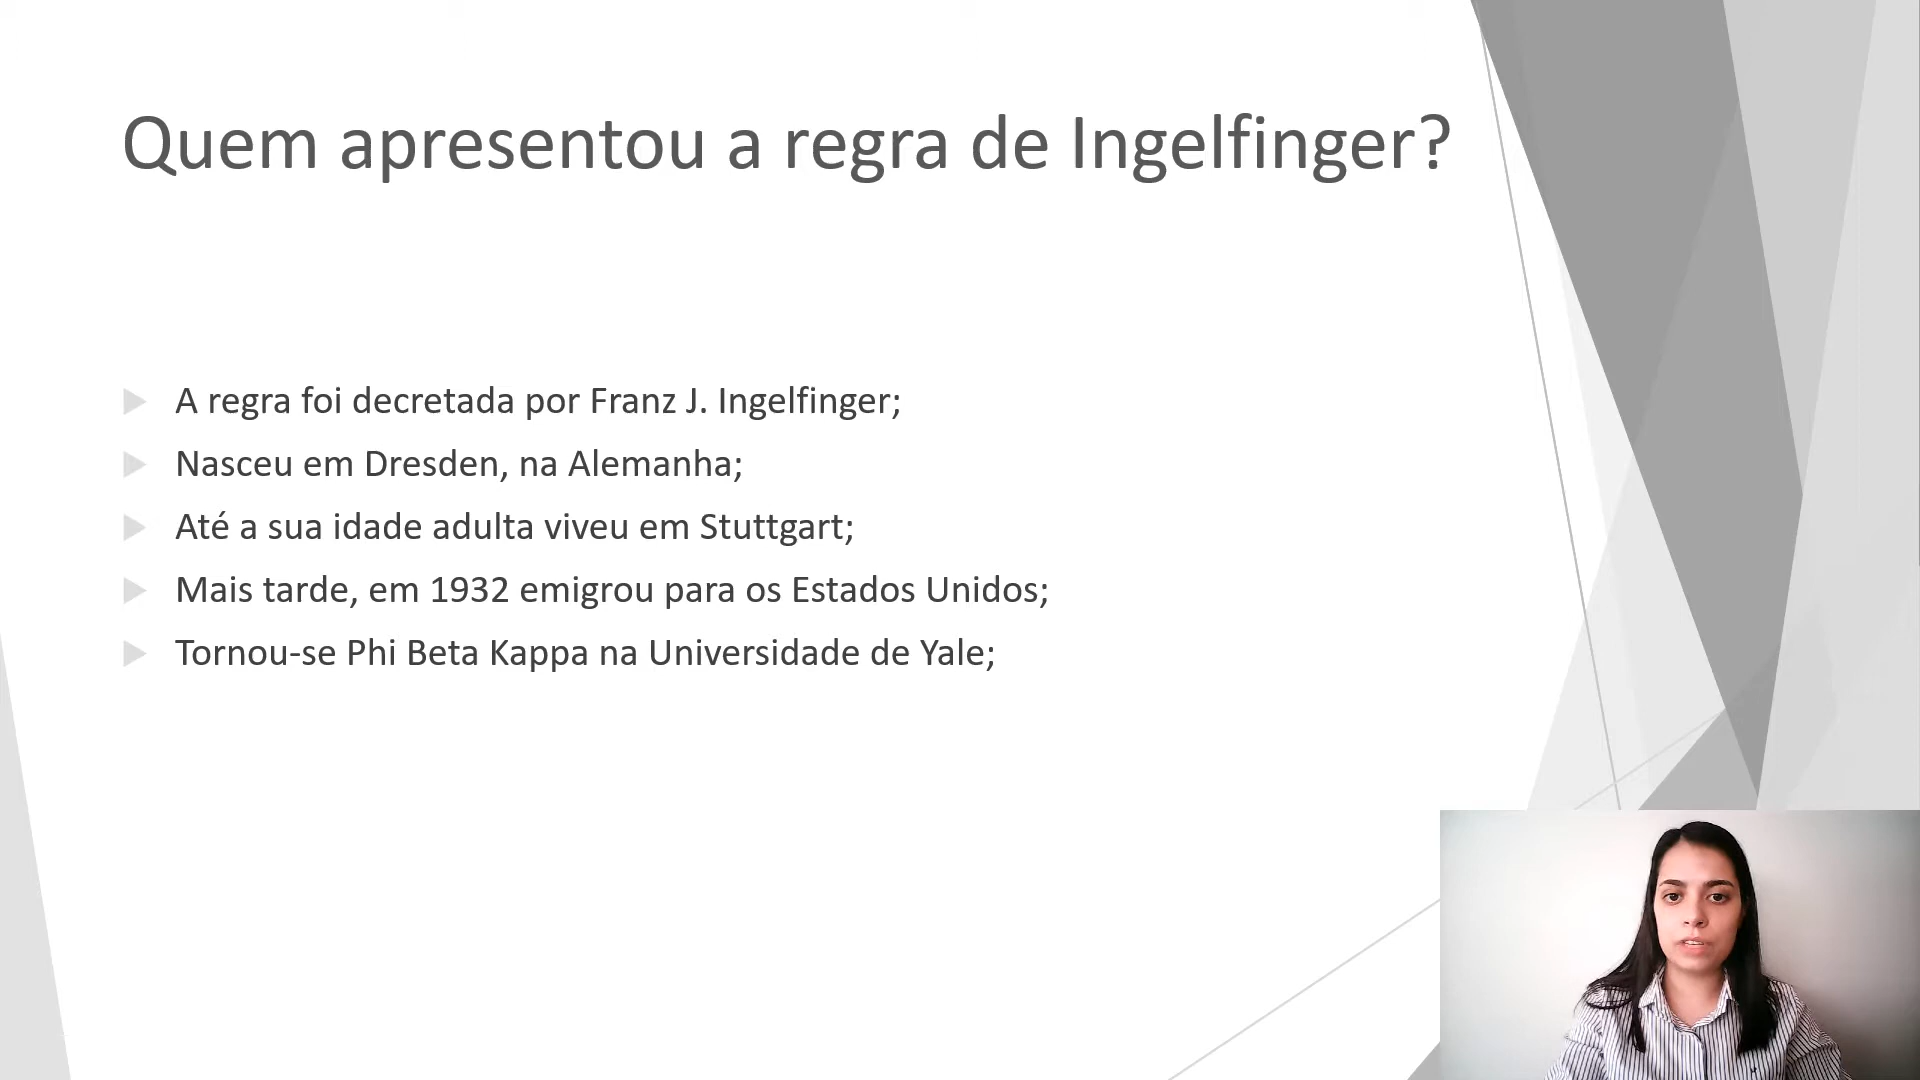 Quem apresentou a regra de Ingelfinger?
A regra foi decretada por Franz J. Ingelfinger;
Nasceu em Dresden, na Alemanha;
Até a sua idade adulta viveu em Stuttgart;
Mais tarde, em 1932 emigrou para os Estados Unidos;
Tornou-se Phi Beta Kappa na Universidade de Yale;